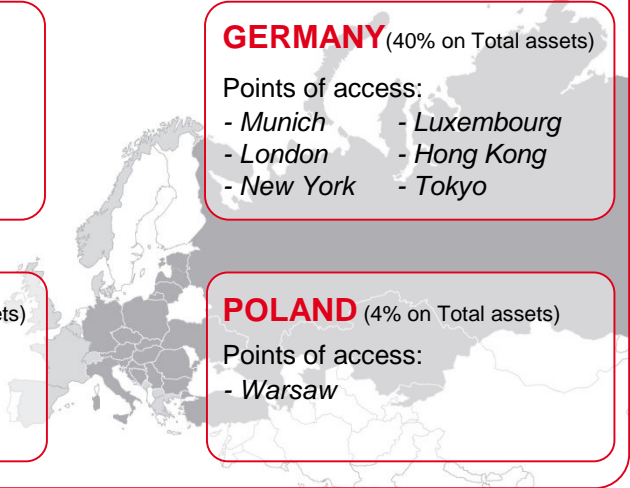 GERMANY(40% on Total assets)
Points of access:
- Munich - Luxembourg
- London - Hong Kong
- New York - Tokyo
ets)
POLAND (4% on Total assets)
Points of access:
- Warsaw